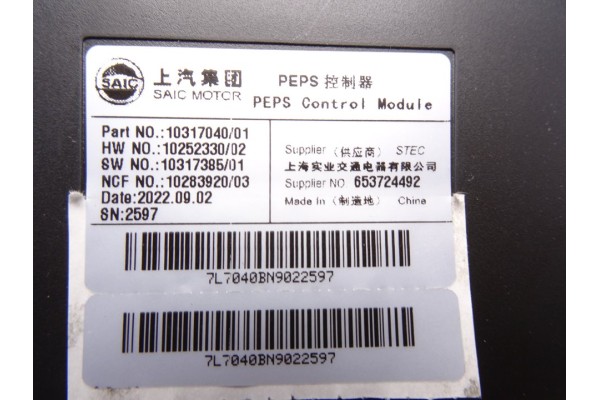 SAIC 上汽集团 PEPS 控制器
SAIC MOTOR PEPS Control Module
Part NO.:10317040/01
HW NO.:10252330/02
SW NO.:10317385/01
NCF NO.:10283920/03
Date:2022.09.02
SN:2597
Supplier (供应商) STEC
上海实业交通电器有限公司
Supplier NO. 653724492
Made In (制造地) China
7L7040BN9022597
7L7040BN9022597